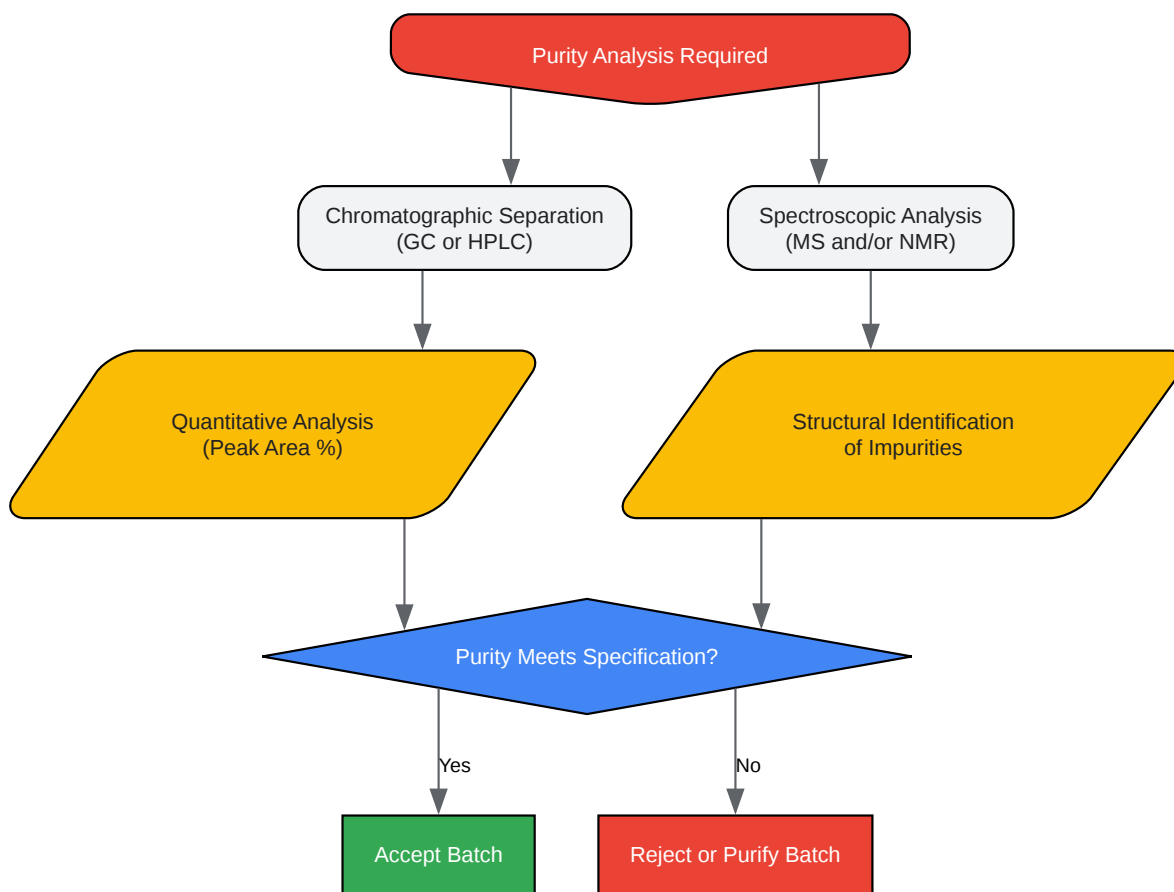 Purity Analysis Required
Chromatographic Separation
(GC or HPLC)
Spectroscopic Analysis
(MS and/or NMR)
Quantitative Analysis
(Peak Area %)
Structural Identification
of Impurities
Purity Meets Specification?
Yes
No
Accept Batch
Reject or Purify Batch